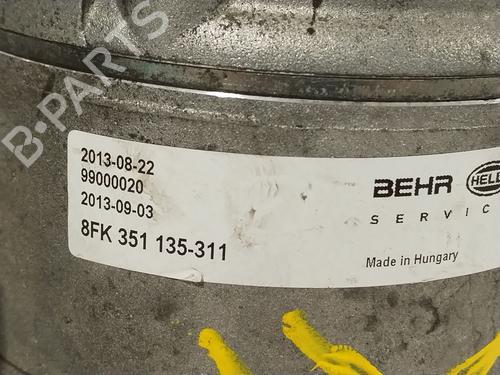 B-PARTS
2013-08-22
99000020
2013-09-03
8FK 351 135-311
BEHR
SERVIC
Made in Hungary